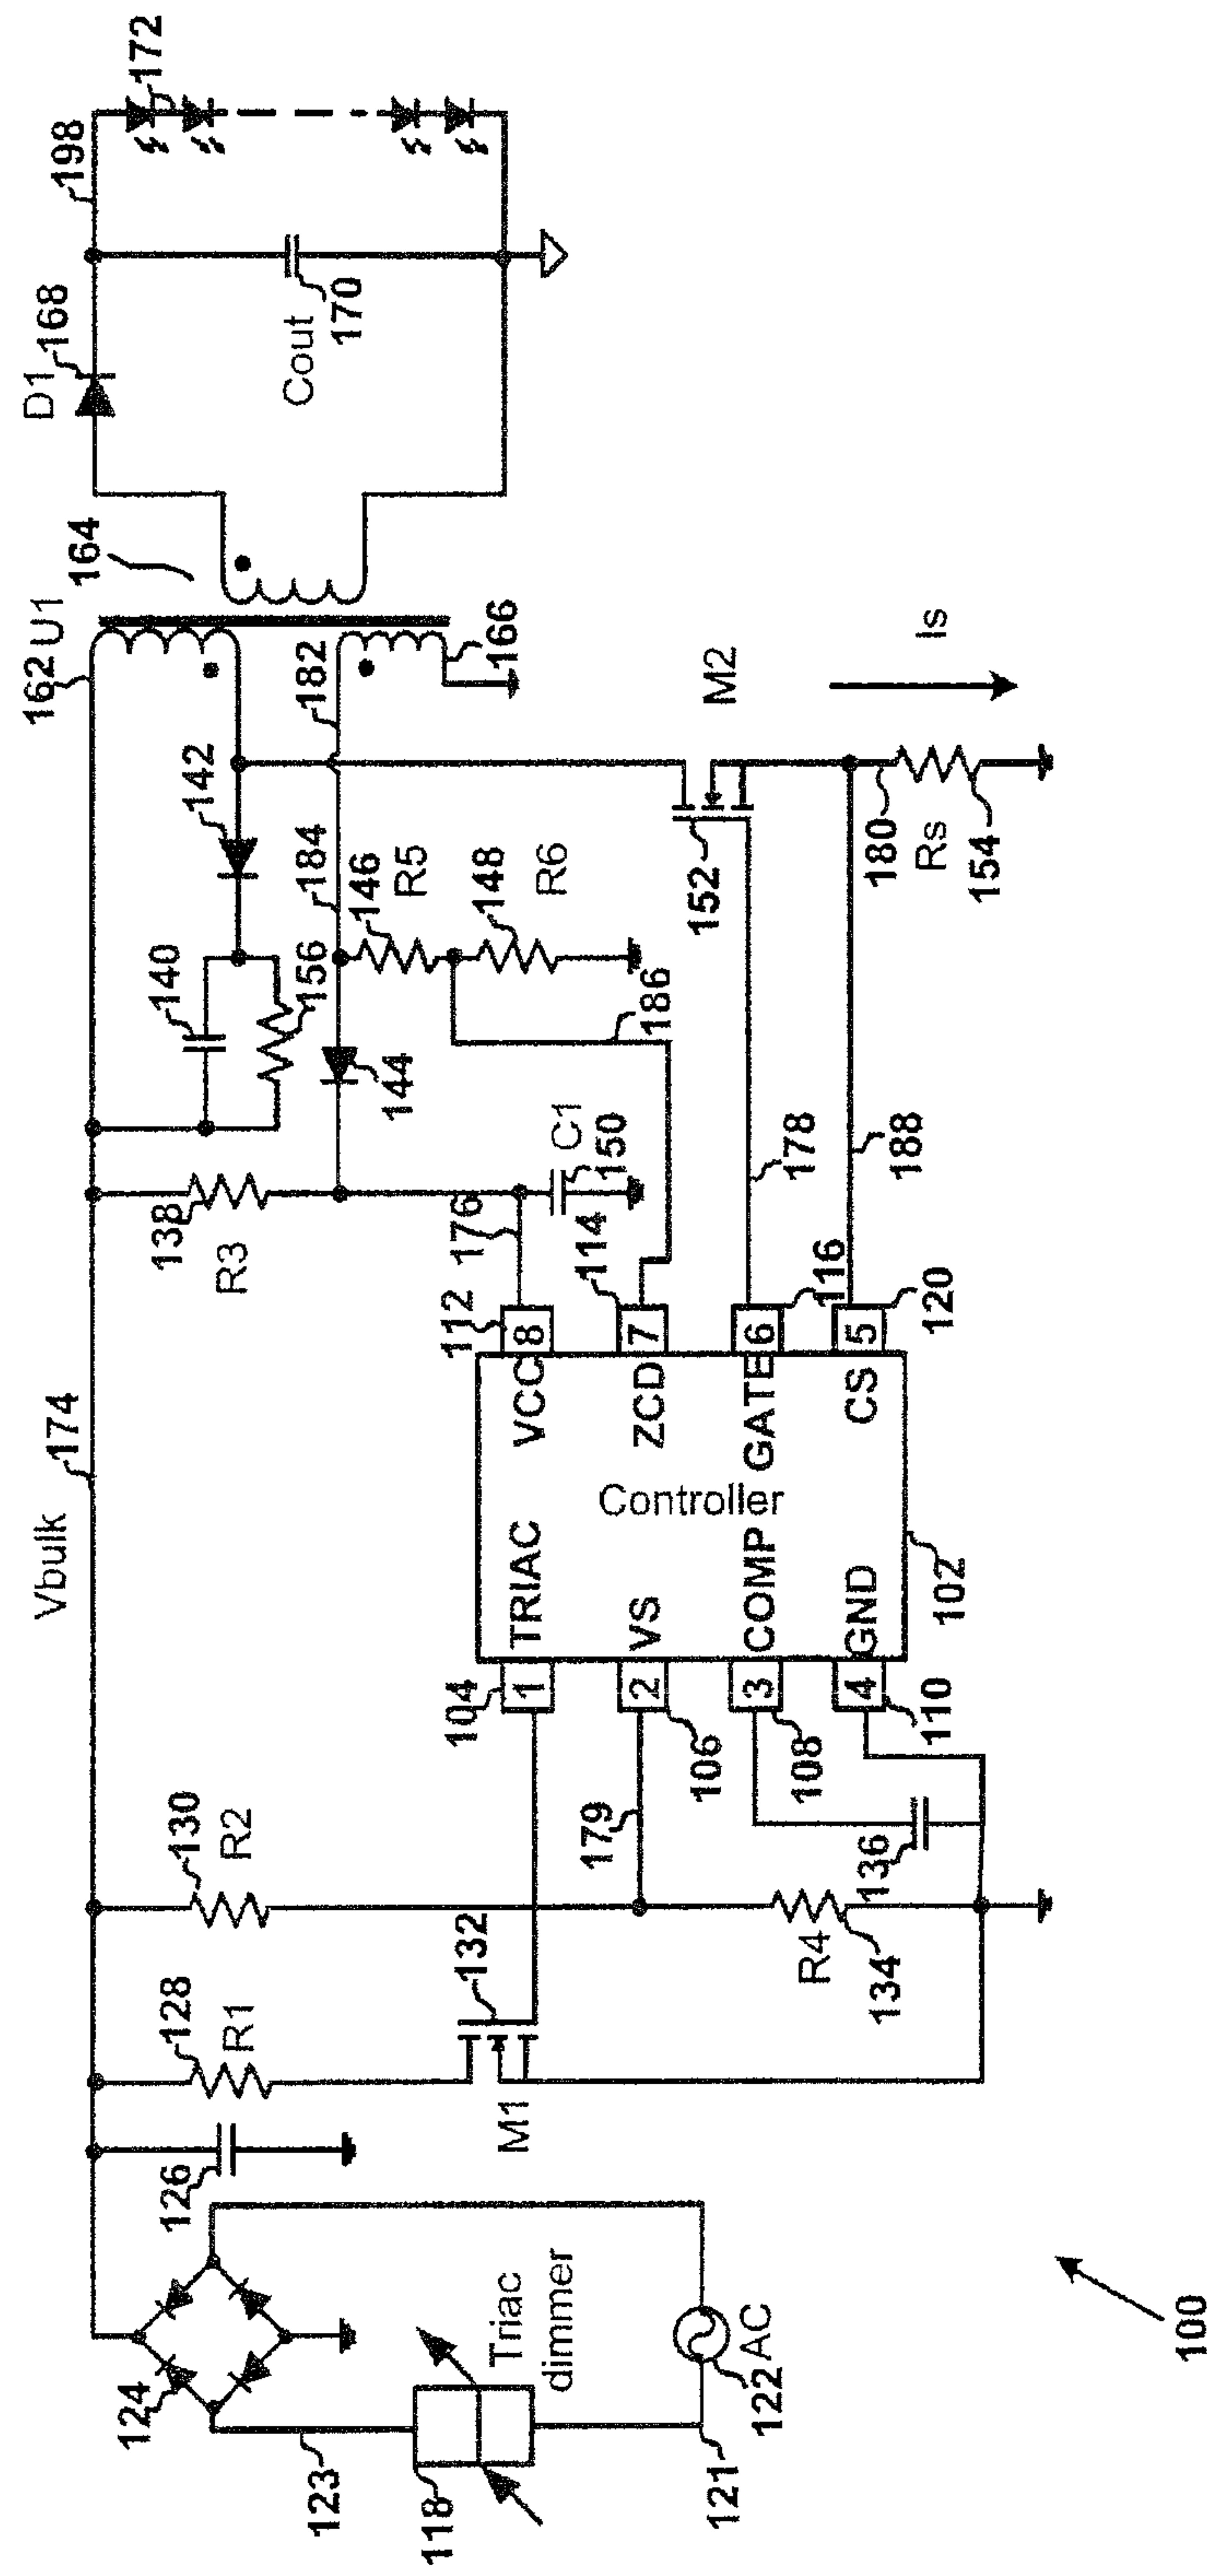 162 U1
164
D1 168
198
172
Vbulk
174
142
140
156
182
184
166
Cout
170
138
R3
144
146
R5
148
R6
186
176
C1
150
112
8
VCC
114
7
ZCD
116
6
GATE
120
5
CS
178
188
152
M2
180
Rs
154
Is
Controller
102
TRIAC
1
104
VS
2
106
COMP
3
108
GND
4
110
179
136
130
R2
R4
134
132
M1
128
R1
126
124
123
118
Triac
dimmer
AC
122
121
100